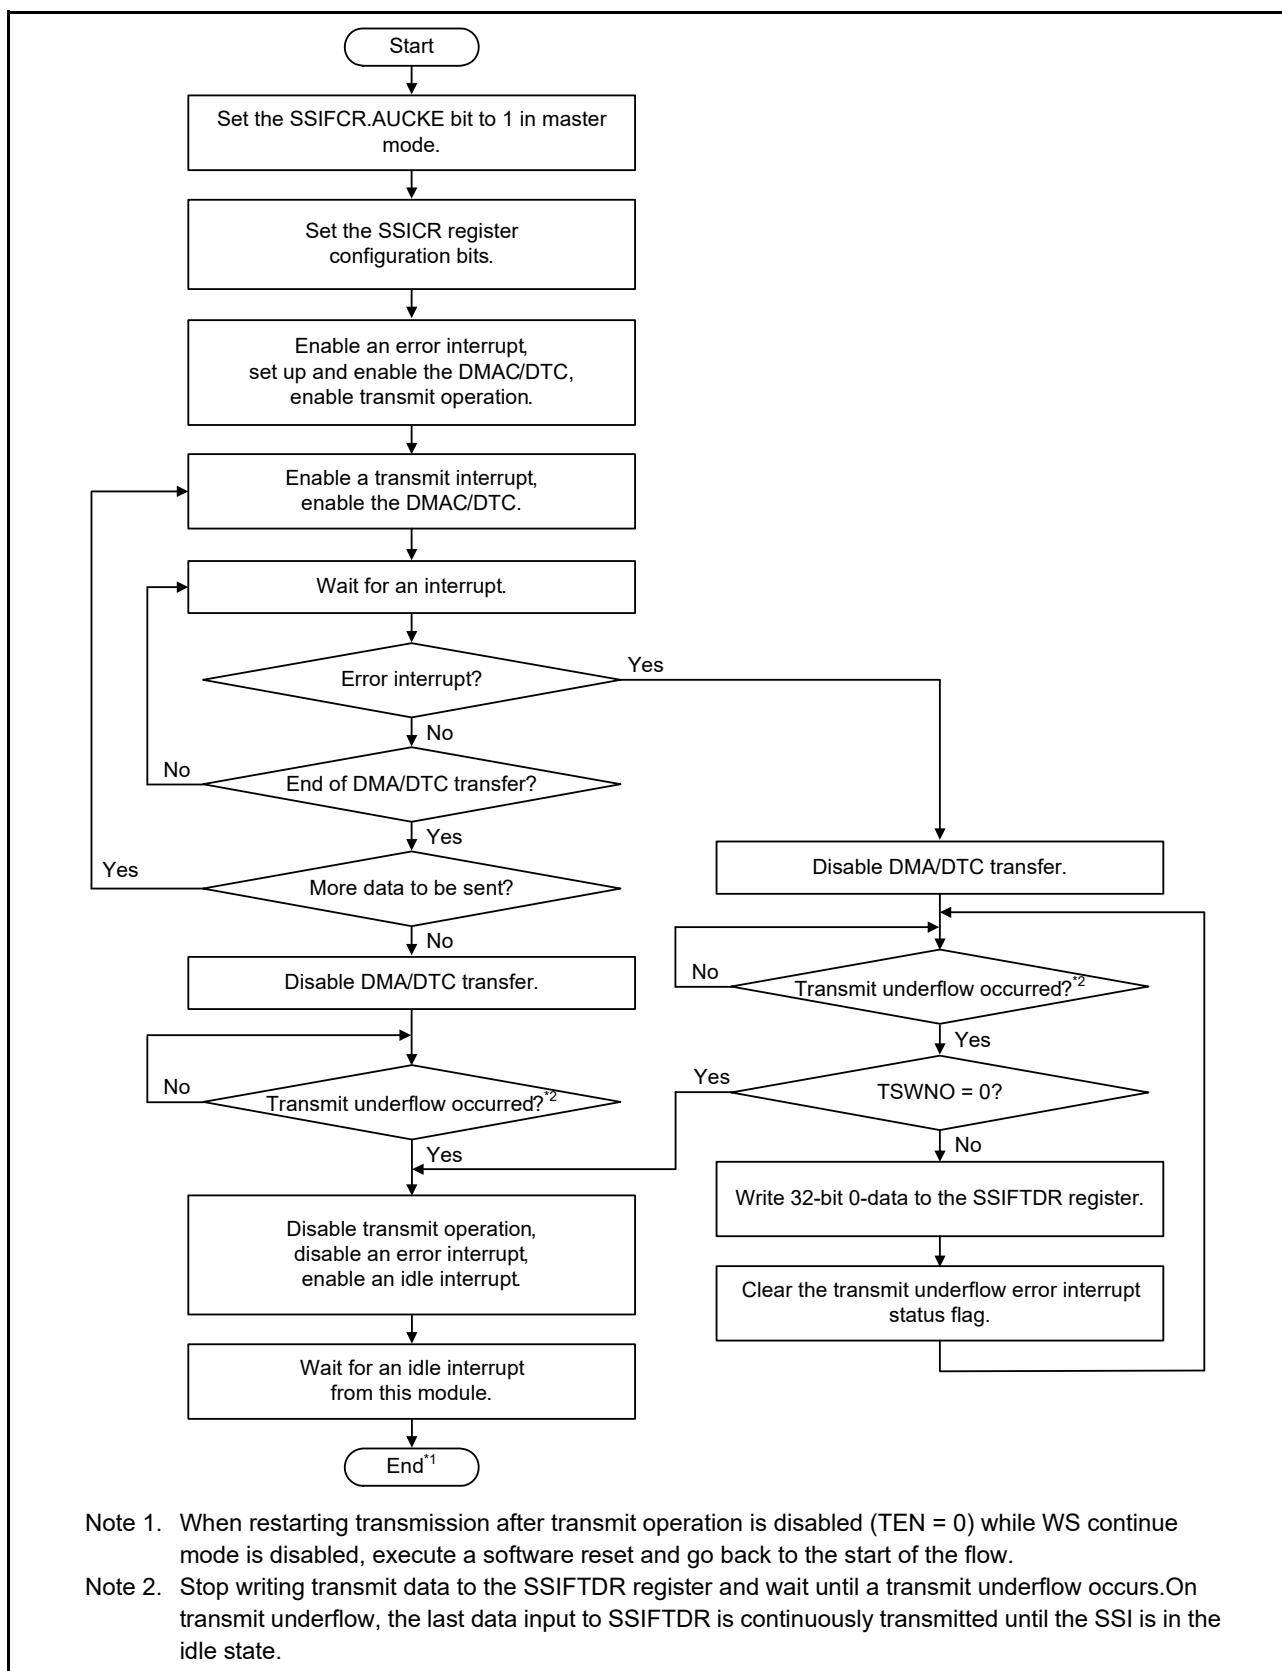 Start
Set the SSIFCR.AUCKE bit to 1 in master
mode.
Set the SSICR register
configuration bits.
Enable an error interrupt,
set up and enable the DMAC/DTC,
enable transmit operation.
Enable a transmit interrupt,
enable the DMAC/DTC.
Wait for an interrupt.
Error interrupt?
Yes
No
End of DMA/DTC transfer?
No
Yes
More data to be sent?
Yes
No
Disable DMA/DTC transfer.
Transmit underflow occurred?*2
No
Yes
Disable DMA/DTC transfer.
Transmit underflow occurred?*2
No
Yes
TSWNO = 0?
Yes
No
Write 32-bit 0-data to the SSIFTDR register.
Clear the transmit underflow error interrupt
status flag.
Disable transmit operation,
disable an error interrupt,
enable an idle interrupt.
Wait for an idle interrupt
from this module.
End*1
Note 1. When restarting transmission after transmit operation is disabled (TEN = 0) while WS continue
mode is disabled, execute a software reset and go back to the start of the flow.
Note 2. Stop writing transmit data to the SSIFTDR register and wait until a transmit underflow occurs.On
transmit underflow, the last data input to SSIFTDR is continuously transmitted until the SSI is in the
idle state.